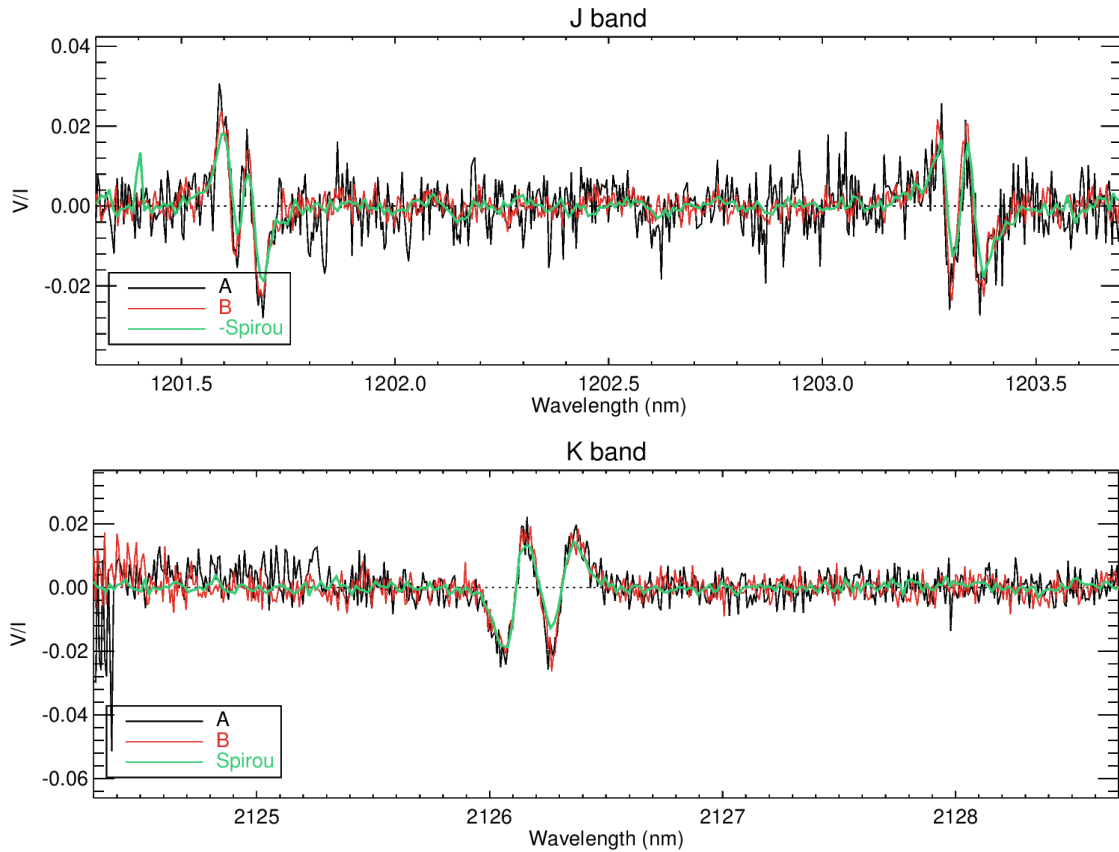 J band
0.04
0.02
0.00
-0.02
V/I
A
B
-Spirou
1201.5 1202.0 1202.5 1203.0 1203.5
Wavelength (nm)
K band
0.02
0.00
-0.02
-0.04
-0.06
V/I
A
B
Spirou
2125 2126 2127 2128
Wavelength (nm)